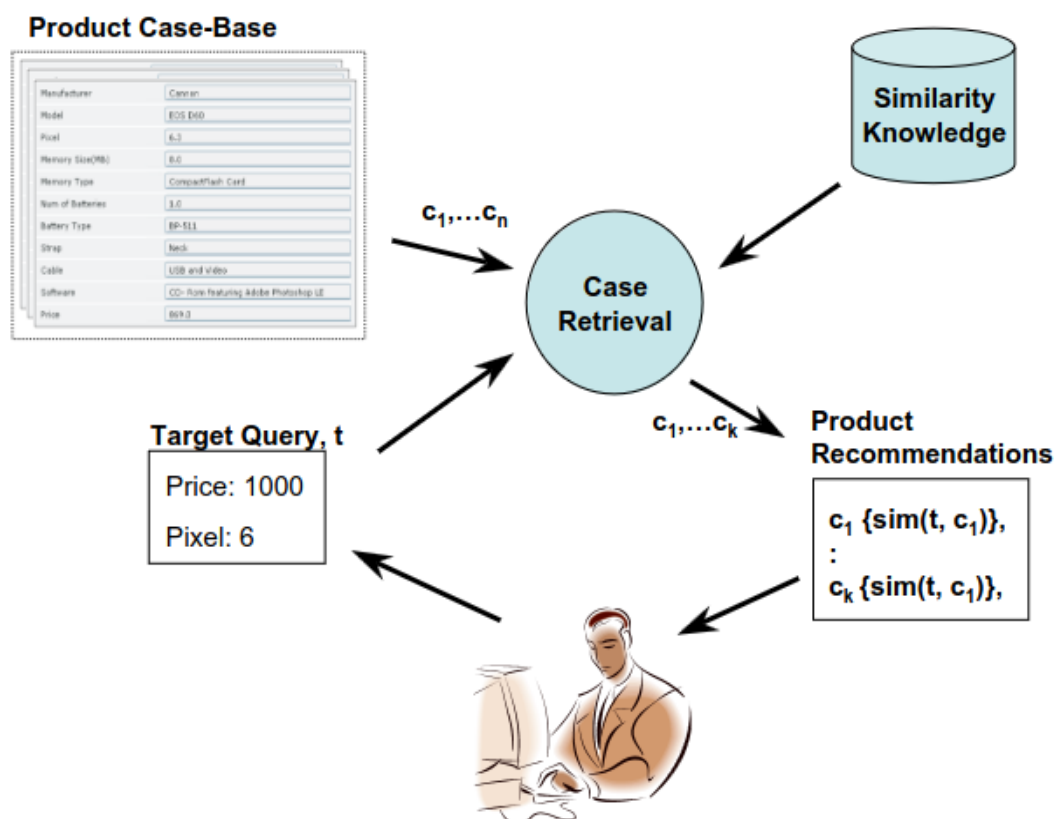 Product Case-Base
Manufacturer Cannon
Model EOS D60
Pixel 6.3
Memory Size(MB) 8.0
Memory Type CompactFlash Card
Num of Batteries 1.0
Battery Type BP-511
Strap Neck
Cable USB and Video
Software CD- Rom featuring Adobe Photoshop LE
Price 869.0
Similarity
Knowledge
c1,…cn
Case
Retrieval
c1,…ck
Target Query, t
Price: 1000
Pixel: 6
Product
Recommendations
c1 {sim(t, c1)},
:
ck {sim(t, c1)},